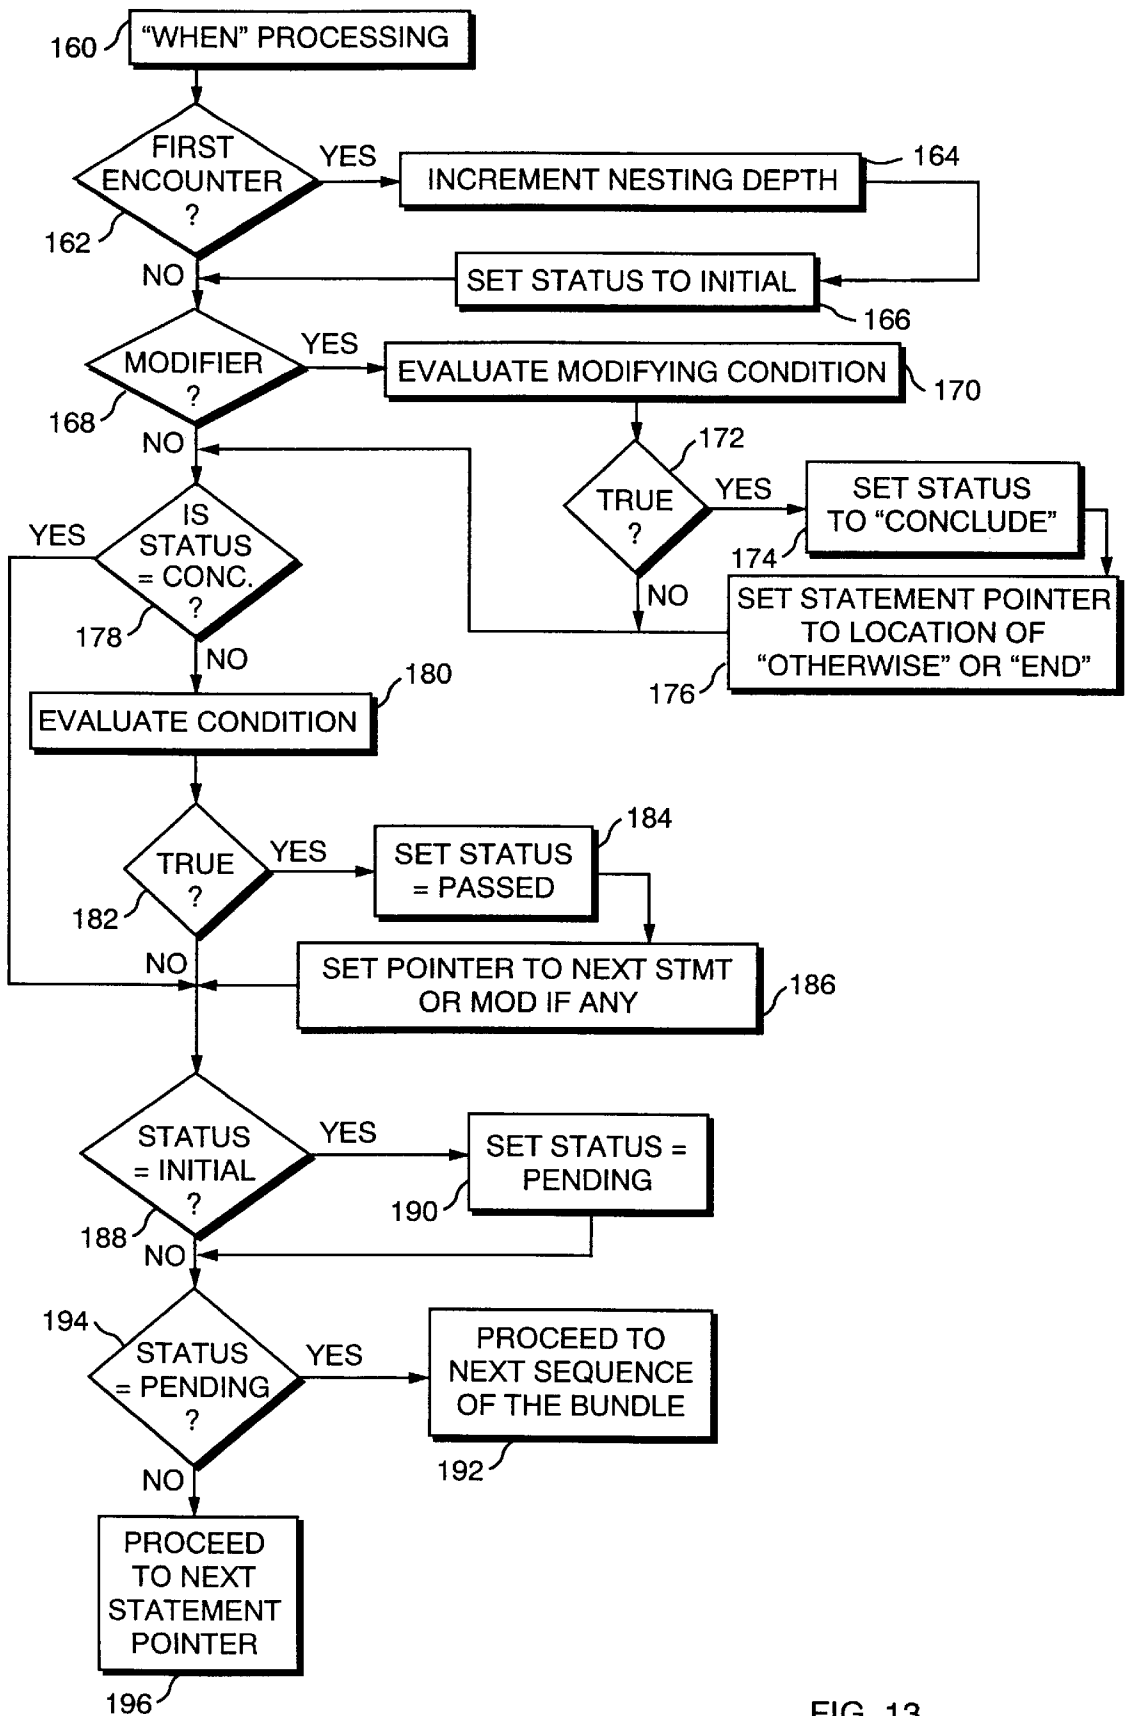 160
“WHEN” PROCESSING
FIRST
ENCOUNTER
?
162
YES
INCREMENT NESTING DEPTH
164
NO
SET STATUS TO INITIAL
166
MODIFIER
?
168
YES
EVALUATE MODIFYING CONDITION
170
NO
172
TRUE
?
YES
SET STATUS
TO “CONCLUDE”
174
NO
SET STATEMENT POINTER
TO LOCATION OF
“OTHERWISE” OR “END”
176
YES
IS
STATUS
= CONC.
?
178
NO
180
EVALUATE CONDITION
TRUE
?
182
YES
SET STATUS
= PASSED
184
NO
SET POINTER TO NEXT STMT
OR MOD IF ANY
186
STATUS
= INITIAL
?
188
YES
SET STATUS =
PENDING
190
NO
194
STATUS
= PENDING
?
YES
PROCEED TO
NEXT SEQUENCE
OF THE BUNDLE
192
NO
PROCEED
TO NEXT
STATEMENT
POINTER
196
FIG. 13